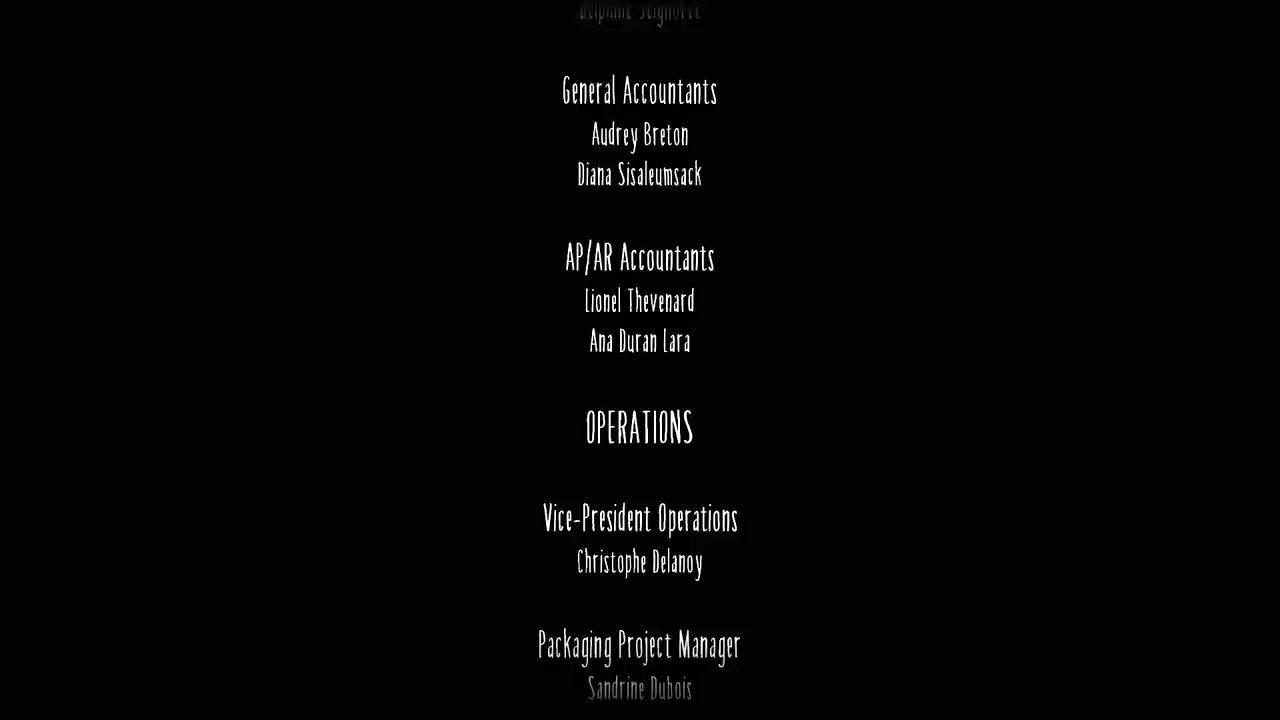 General Accountants
Audrey Breton
Diana Sisaleumsack
AP/AR Accountants
Lionel Thevenard
Ana Duran Lara
OPERATIONS
Vice-President Operations
Christophe Delanoy
Packaging Project Manager
Sandrine Dubois